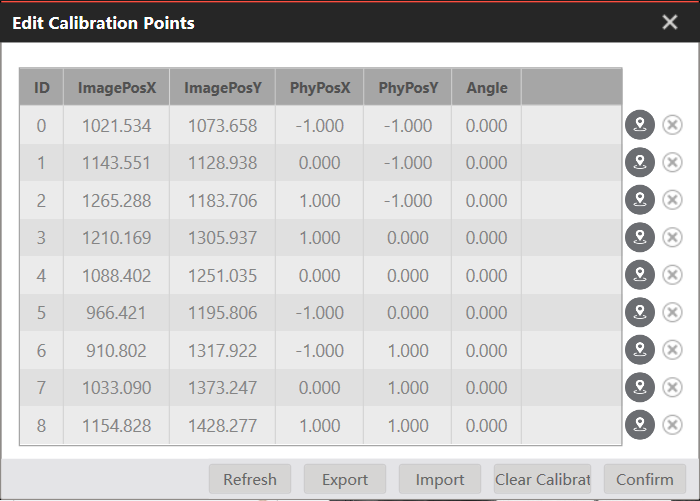 Edit Calibration Points
ID ImagePosX ImagePosY PhyPosX PhyPosY Angle
0 1021.534 1073.658 -1.000 -1.000 0.000
1 1143.551 1128.938 0.000 -1.000 0.000
2 1265.288 1183.706 1.000 -1.000 0.000
3 1210.169 1305.937 1.000 0.000 0.000
4 1088.402 1251.035 0.000 0.000 0.000
5 966.421 1195.806 -1.000 0.000 0.000
6 910.802 1317.922 -1.000 1.000 0.000
7 1033.090 1373.247 0.000 1.000 0.000
8 1154.828 1428.277 1.000 1.000 0.000
Refresh Export Import Clear Calibrat Confirm